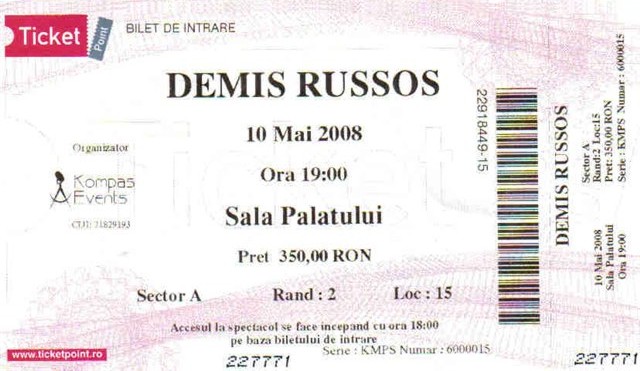 Ticket
Point
BILET DE INTRARE
DEMIS RUSSOS
10 Mai 2008
Organizator
Ora 19:00
Kompas
Events
CUI: 21829193
Sala Palatului
Pret 350,00 RON
Sector A Rand : 2 Loc : 15
Accesul la spectacol se face incepand cu ora 18:00
pe baza biletului de intrare
Serie : KMPS Numar : 6000015
www.ticketpoint.ro
227771
22918449-15
DEMIS RUSSOS
Sector A
Rand:2 Loc:15
Pret: 350,00 RON
Serie : KMPS Numar : 6000015
10 Mai 2008
Sala Palatului
Ora 19:00
227771